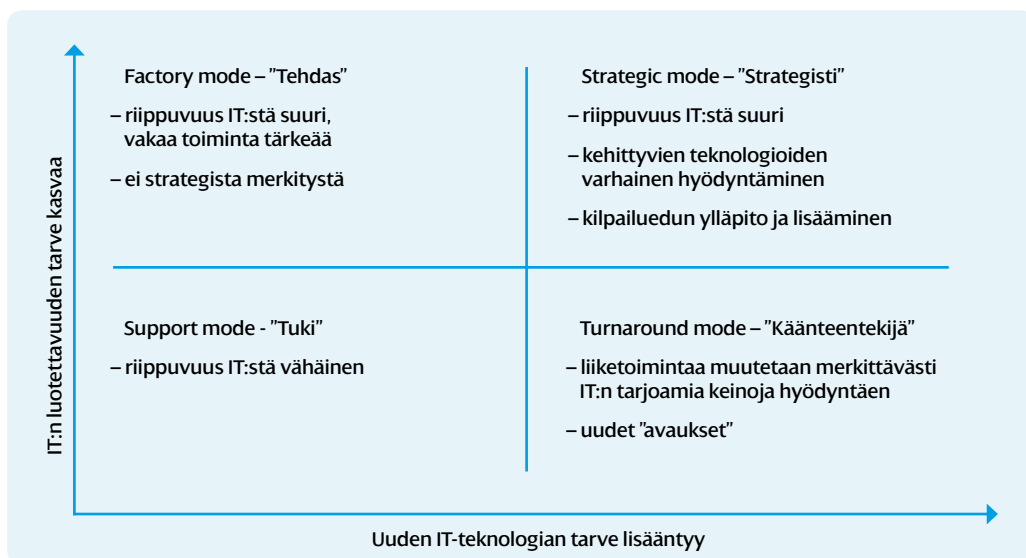 Factory mode – ”Tehdas”
– riippuvuus IT:stä suuri,
vakaa toiminta tärkeää
– ei strategista merkitystä
Strategic mode – ”Strategisti”
– riippuvuus IT:stä suuri
– kehittyvien teknologioiden
varhainen hyödyntäminen
– kilpailuedun ylläpito ja lisääminen
Support mode - ”Tuki”
– riippuvuus IT:stä vähäinen
Turnaround mode – ”Käänteentekijä”
– liiketoimintaa muutetaan merkittävästi
IT:n tarjoamia keinoja hyödyntäen
– uudet ”avaukset”
IT:n luotettavuuden tarve kasvaa
Uuden IT-teknologian tarve lisääntyy